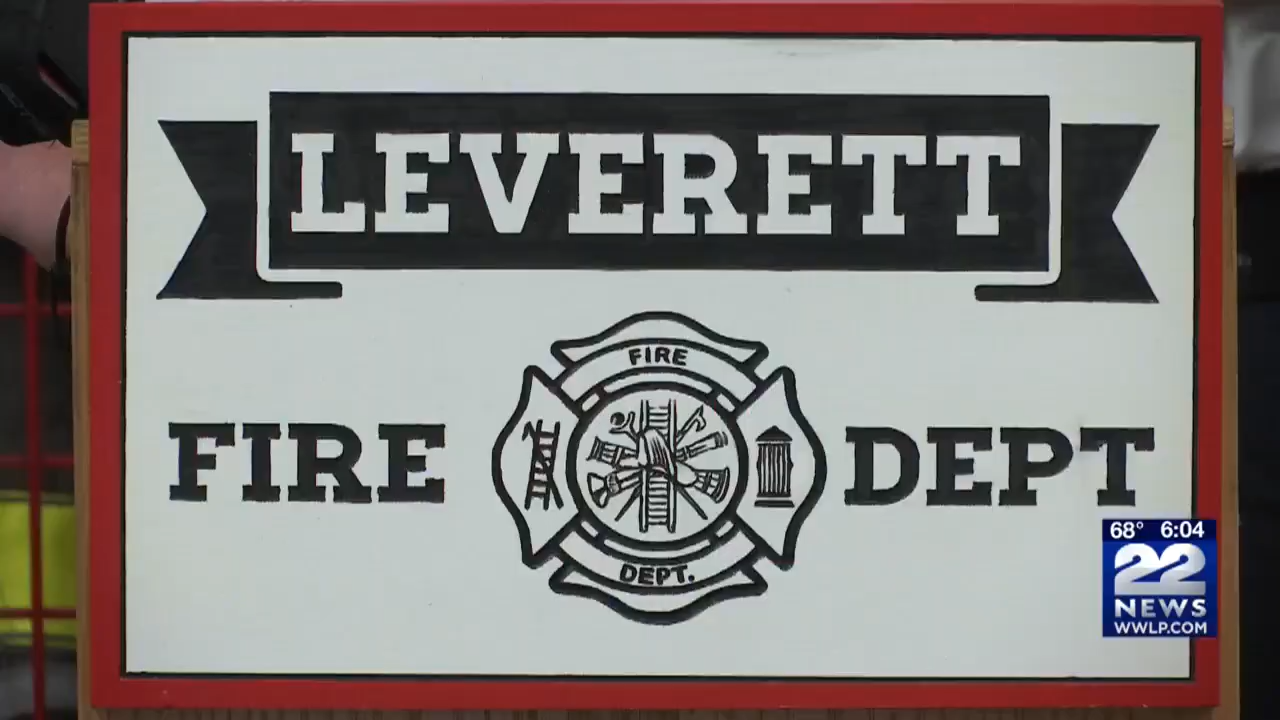 LEVERETT
FIRE
FIRE DEPT
DEPT.
68° 6:04
22
NEWS
WWLP.COM